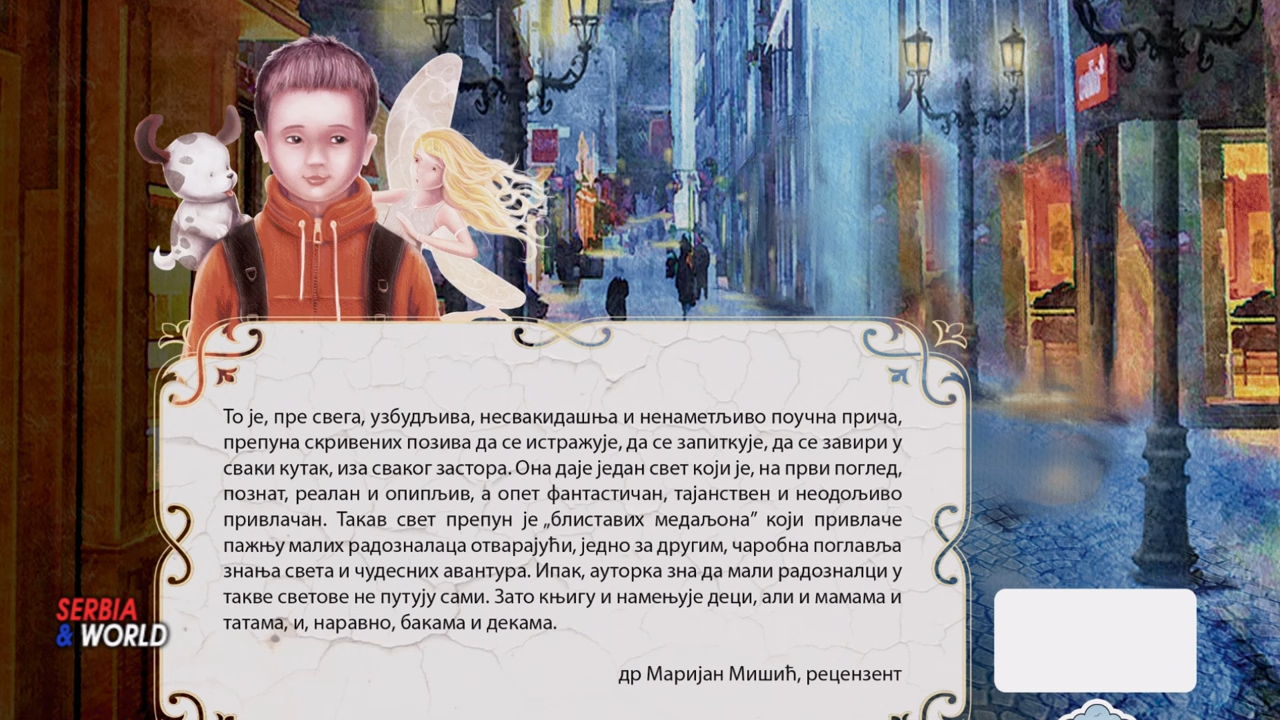 То је, пре свега, узбудљива, несвакидашња и ненаметљиво поучна прича,
препуна скривених позива да се истражује, да се запиткује, да се завири у
сваки кутак, иза сваког застора. Она даје један свет који је, на први поглед,
познат, реалан и опипљив, а опет фантастичан, тајанствен и неодољиво
привлачан. Такав свет препун је „блиставих медаљона” који привлаче
пажњу малих радозналаца отварајући, једно за другим, чаробна поглавља
знања света и чудесних авантура. Ипак, ауторка зна да мали радозналци у
такве светове не путују сами. Зато књигу и намењује деци, али и мамама и
татама, и, наравно, бакама и декама.
др Маријан Мишић, рецензент
SERBIA
& WORLD